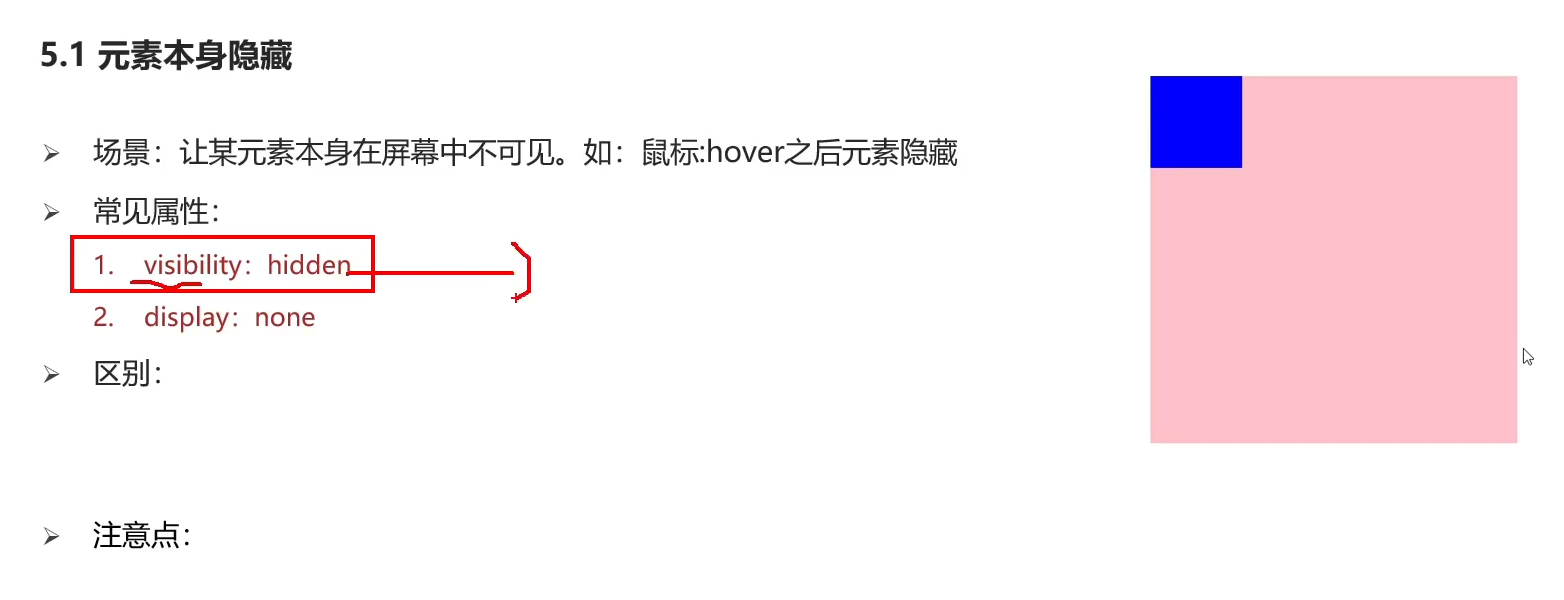 5.1 元素本身隐藏
场景：让某元素本身在屏幕中不可见。如：鼠标:hover之后元素隐藏
常见属性：
1. visibility：hidden
2. display：none
区别：
注意点：